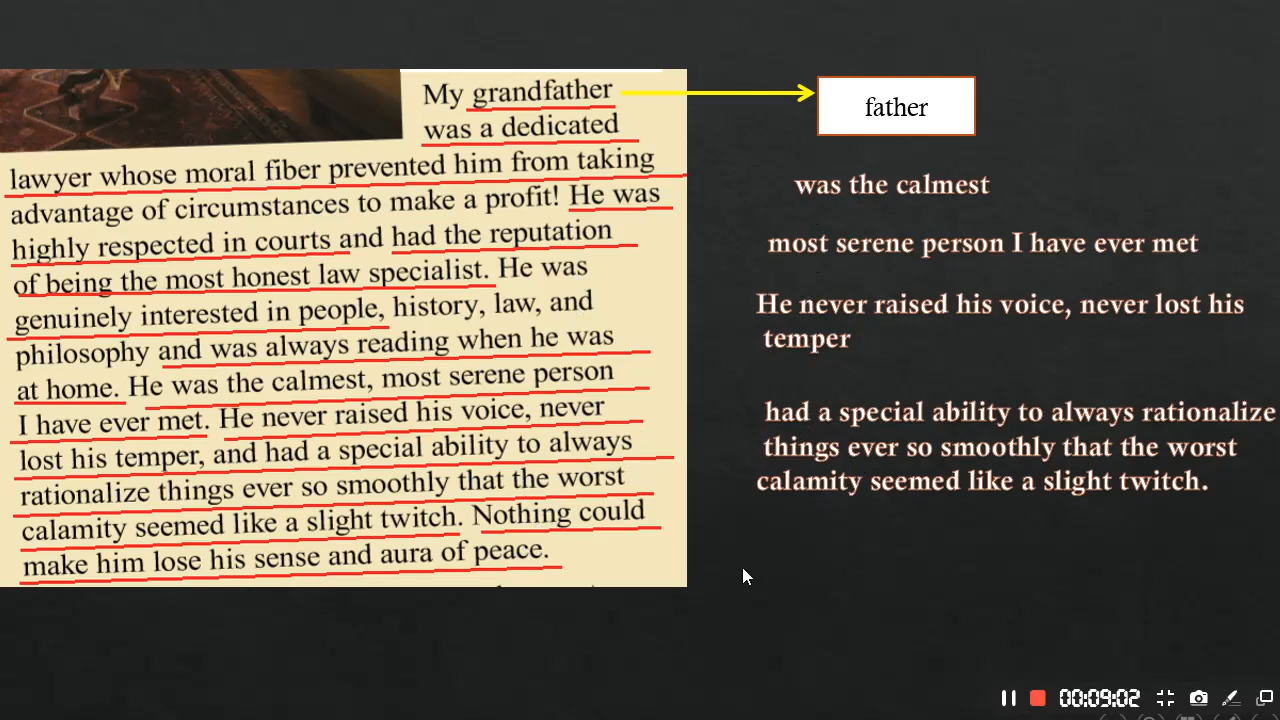 My grandfather
was a dedicated
lawyer whose moral fiber prevented him from taking
advantage of circumstances to make a profit! He was
highly respected in courts and had the reputation
of being the most honest law specialist. He was
genuinely interested in people, history, law, and
philosophy and was always reading when he was
at home. He was the calmest, most serene person
I have ever met. He never raised his voice, never
lost his temper, and had a special ability to always
rationalize things ever so smoothly that the worst
calamity seemed like a slight twitch. Nothing could
make him lose his sense and aura of peace.
father
was the calmest
most serene person I have ever met
He never raised his voice, never lost his
temper
had a special ability to always rationalize
things ever so smoothly that the worst
calamity seemed like a slight twitch.
00:09:02